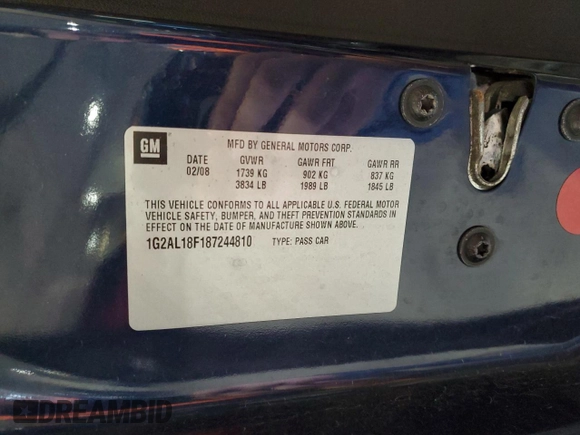 GM
MFD BY GENERAL MOTORS CORP.
DATE GVWR GAWR FRT GAWR RR
02/08 1739 KG 902 KG 837 KG
3834 LB 1989 LB 1845 LB
THIS VEHICLE CONFORMS TO ALL APPLICABLE U.S. FEDERAL MOTOR
VEHICLE SAFETY, BUMPER, AND THEFT PREVENTION STANDARDS IN
EFFECT ON THE DATE OF MANUFACTURE SHOWN ABOVE.
1G2AL18F187244810 TYPE: PASS CAR
DREAMBID